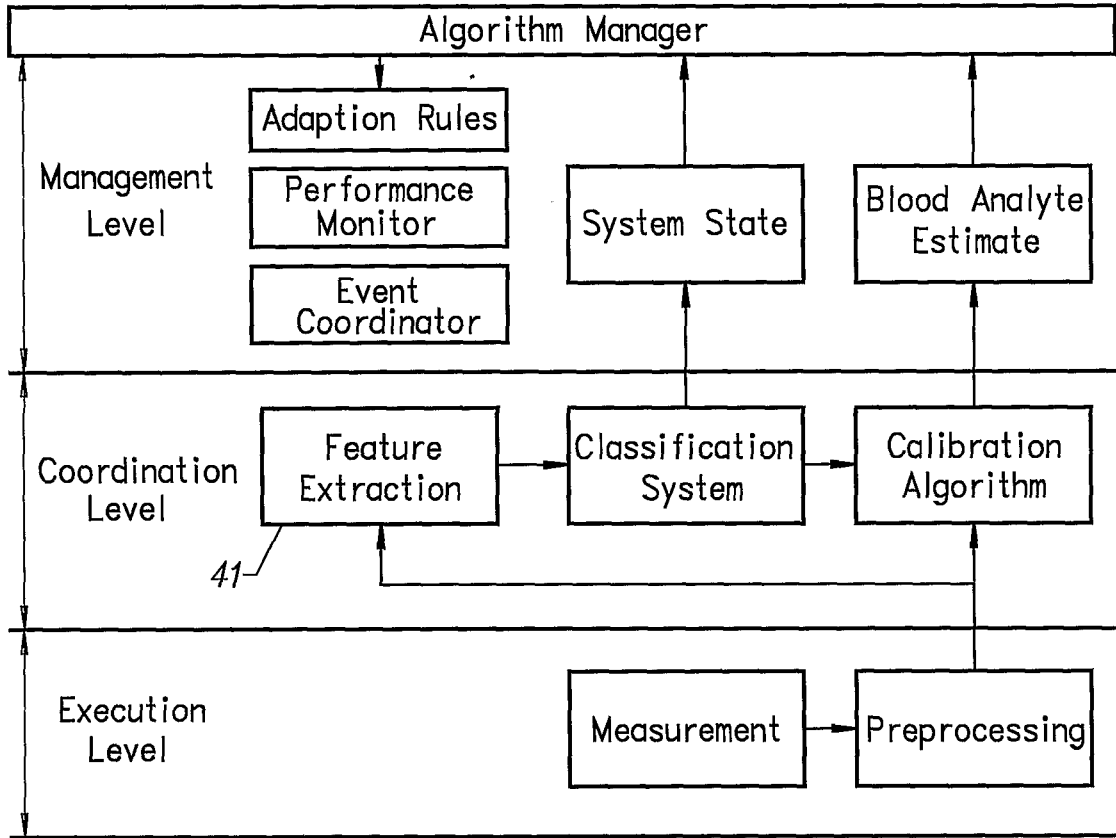 Algorithm Manager
Management
Level
Adaption Rules
Performance
Monitor
Event
Coordinator
System State
Blood Analyte
Estimate
Coordination
Level
Feature
Extraction
41
Classification
System
Calibration
Algorithm
Execution
Level
Measurement
Preprocessing